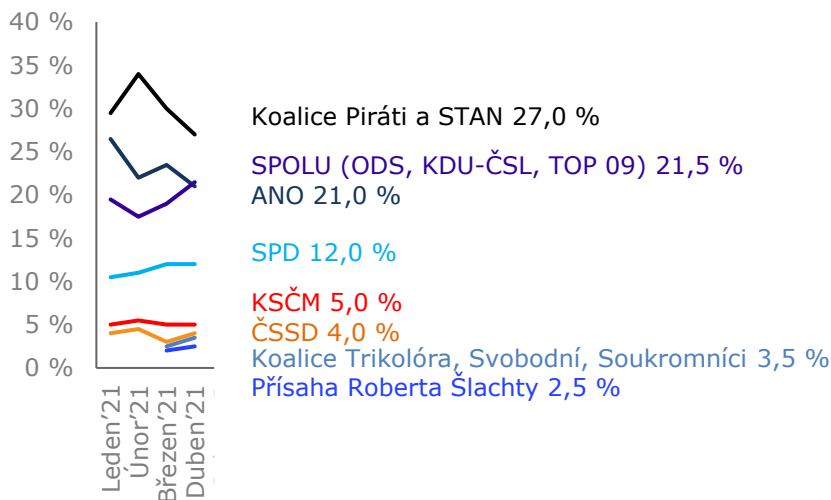 40 %
35 %
30 %
25 %
20 %
15 %
10 %
5 %
0 %
Koalice Piráti a STAN 27,0 %
SPOLU (ODS, KDU-ČSL, TOP 09) 21,5 %
ANO 21,0 %
SPD 12,0 %
KSČM 5,0 %
ČSSD 4,0 %
Koalice Trikolóra, Svobodní, Soukromníci 3,5 %
Přísaha Roberta Šlachty 2,5 %
Leden'21
Únor'21
Březen'21
Duben'21